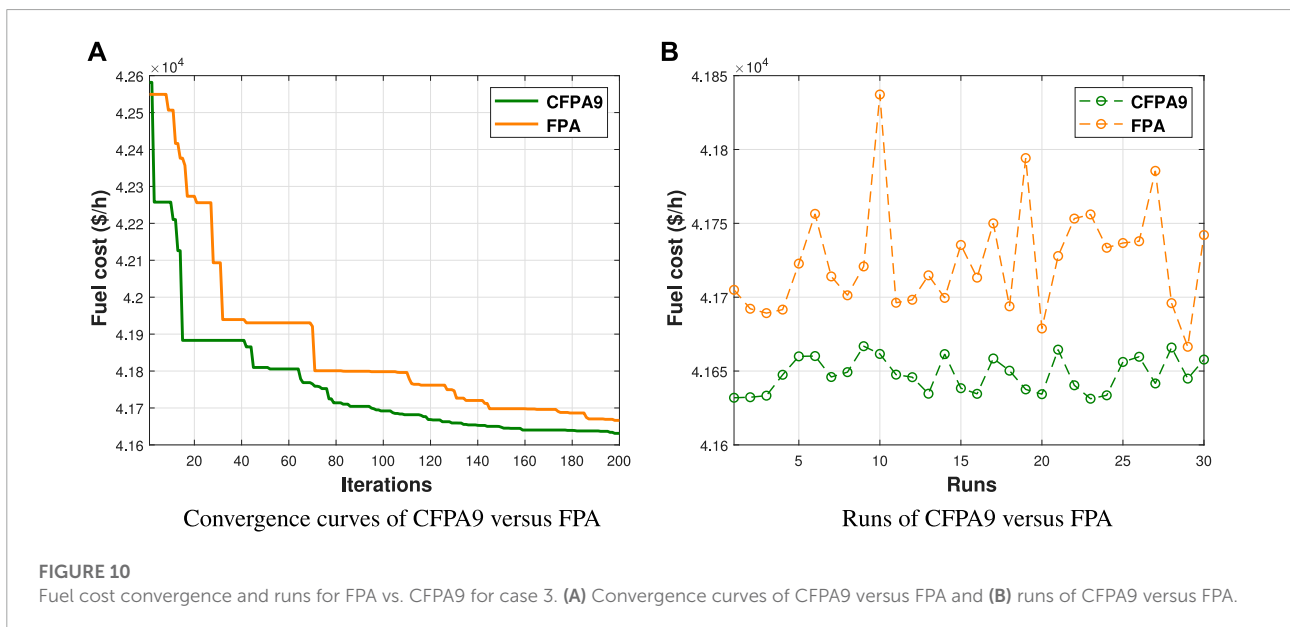 A
B
×10⁴
4.26
4.25
4.24
4.23
4.22
4.21
4.2
4.19
4.18
4.17
4.16
Fuel cost ($/h)
CFPA9
FPA
20 40 60 80 100 120 140 160 180 200
Iterations
Convergence curves of CFPA9 versus FPA
×10⁴
4.185
4.18
4.175
4.17
4.165
4.16
Fuel cost ($/h)
CFPA9
FPA
5 10 15 20 25 30
Runs
Runs of CFPA9 versus FPA
FIGURE 10
Fuel cost convergence and runs for FPA vs. CFPA9 for case 3. (A) Convergence curves of CFPA9 versus FPA and (B) runs of CFPA9 versus FPA.